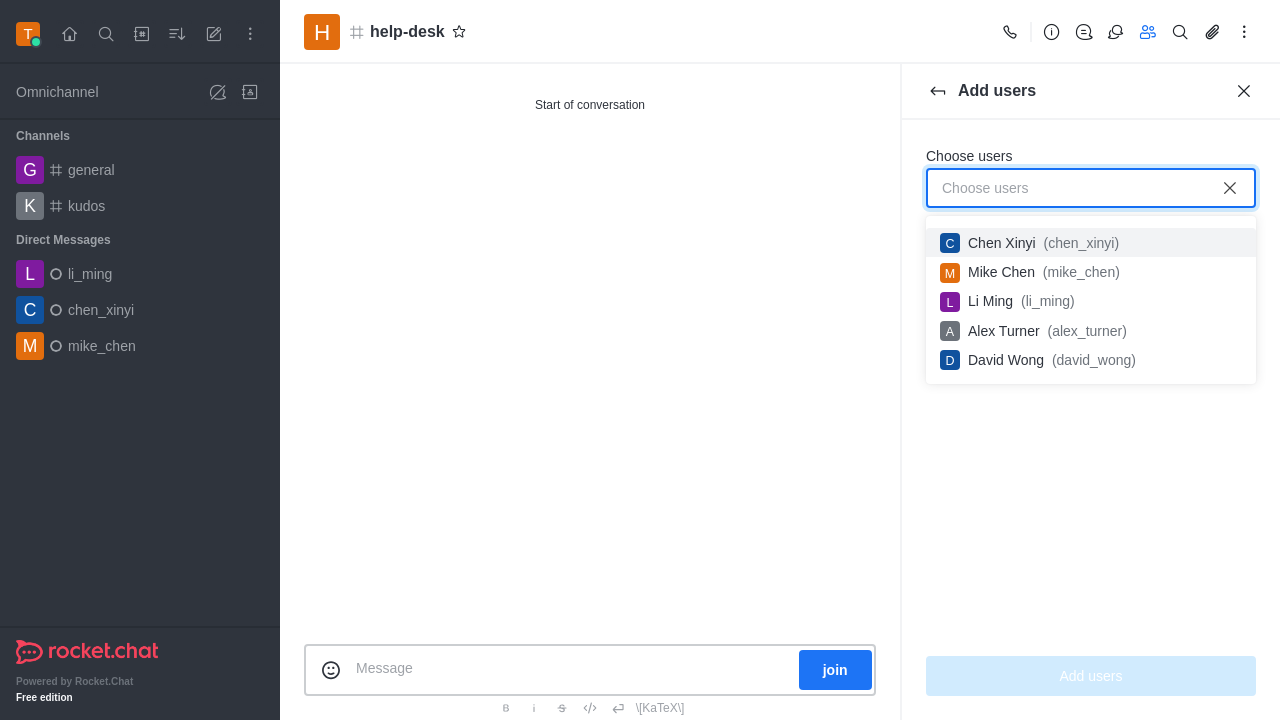 T
Omnichannel
Channels
G general
K kudos
Direct Messages
L li_ming
C chen_xinyi
M mike_chen
rocket.chat
Powered by Rocket.Chat
Free edition
H help-desk
Start of conversation
Message
join
B i S </> \[KaTeX\]
Add users
Choose users
Choose users
C Chen Xinyi (chen_xinyi)
M Mike Chen (mike_chen)
L Li Ming (li_ming)
A Alex Turner (alex_turner)
D David Wong (david_wong)
Add users